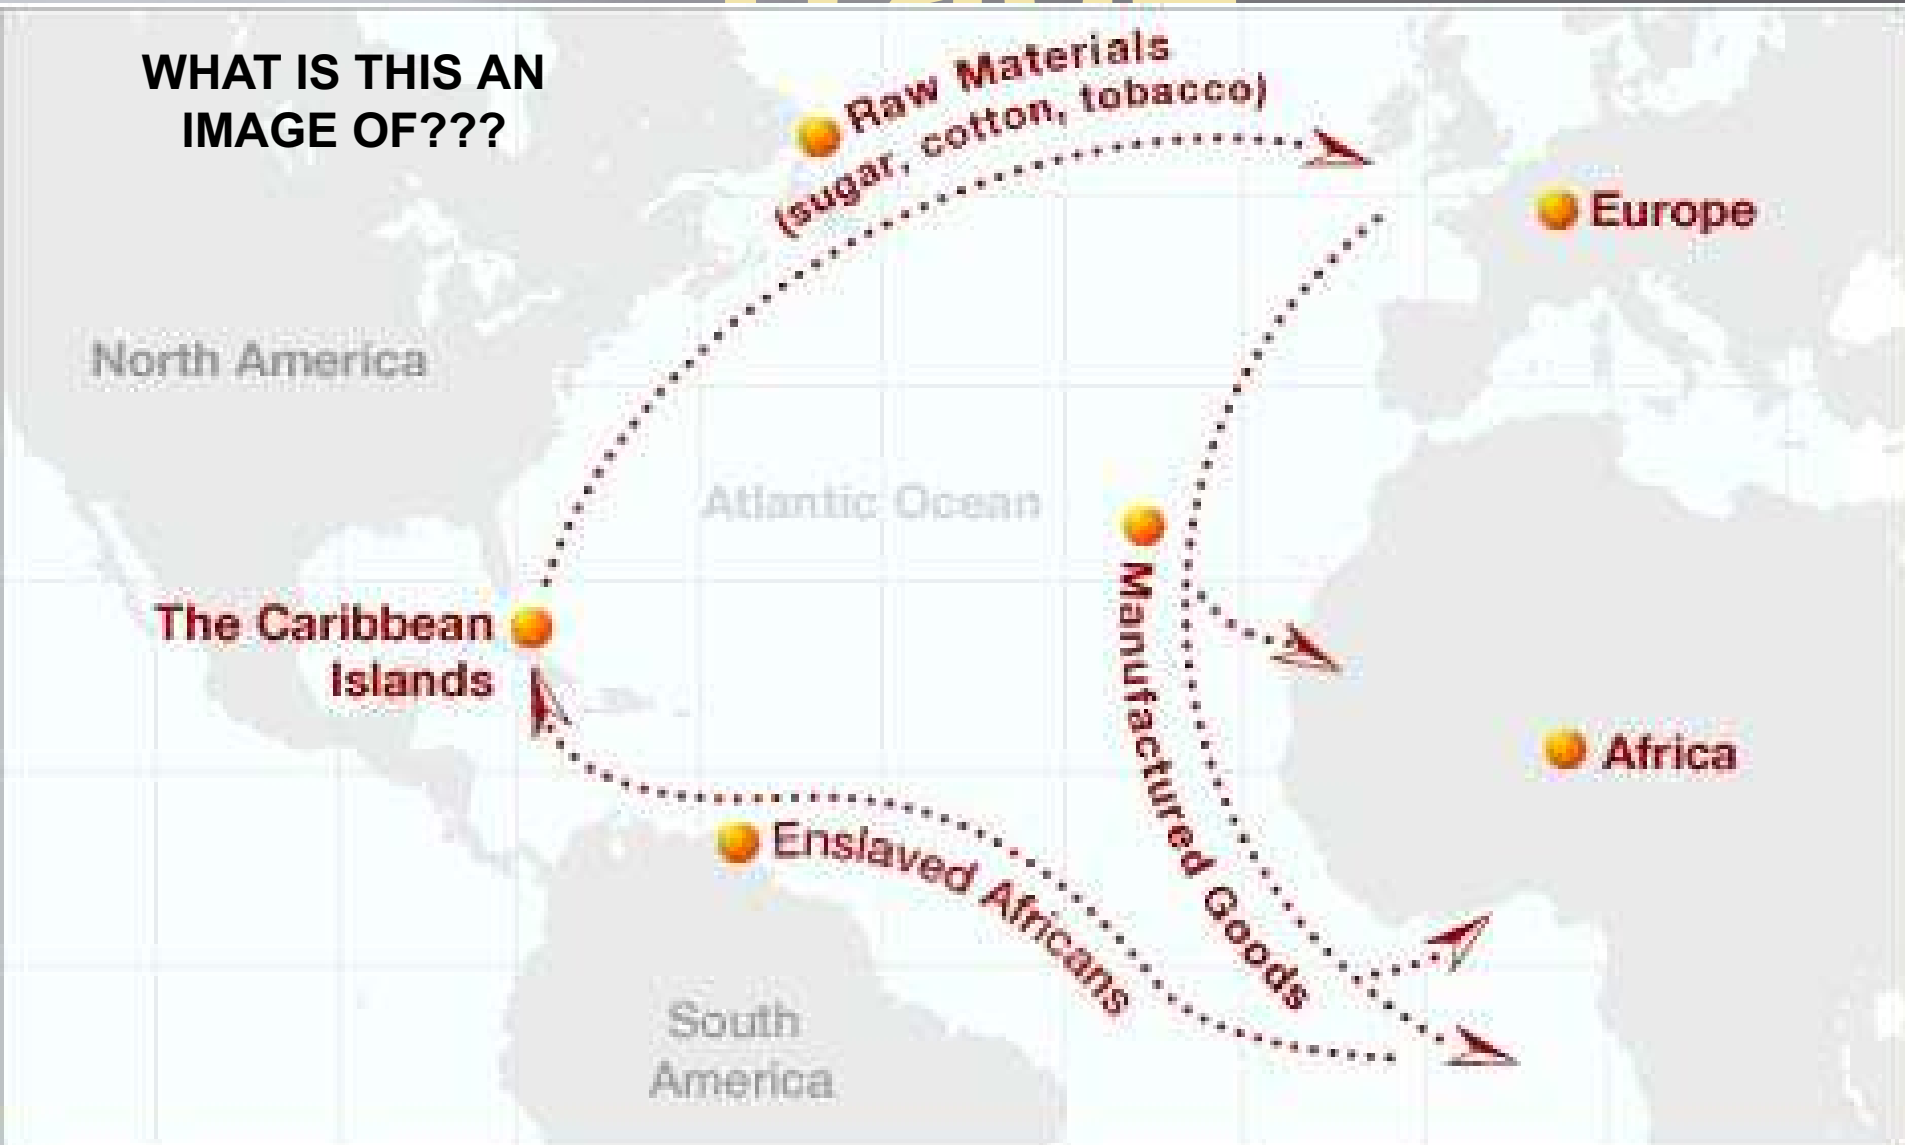 WHAT IS THIS AN
IMAGE OF???
Raw Materials
(sugar, cotton, tobacco)
Europe
North America
Atlantic Ocean
The Caribbean
Islands
Manufactured Goods
Africa
Enslaved Africans
South
America